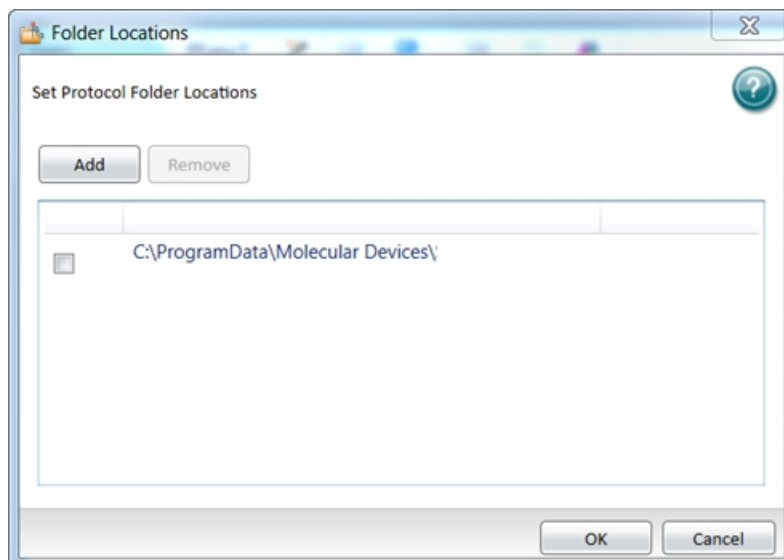 Folder Locations
Set Protocol Folder Locations
?
Add
Remove
C:\ProgramData\Molecular Devices\
OK
Cancel